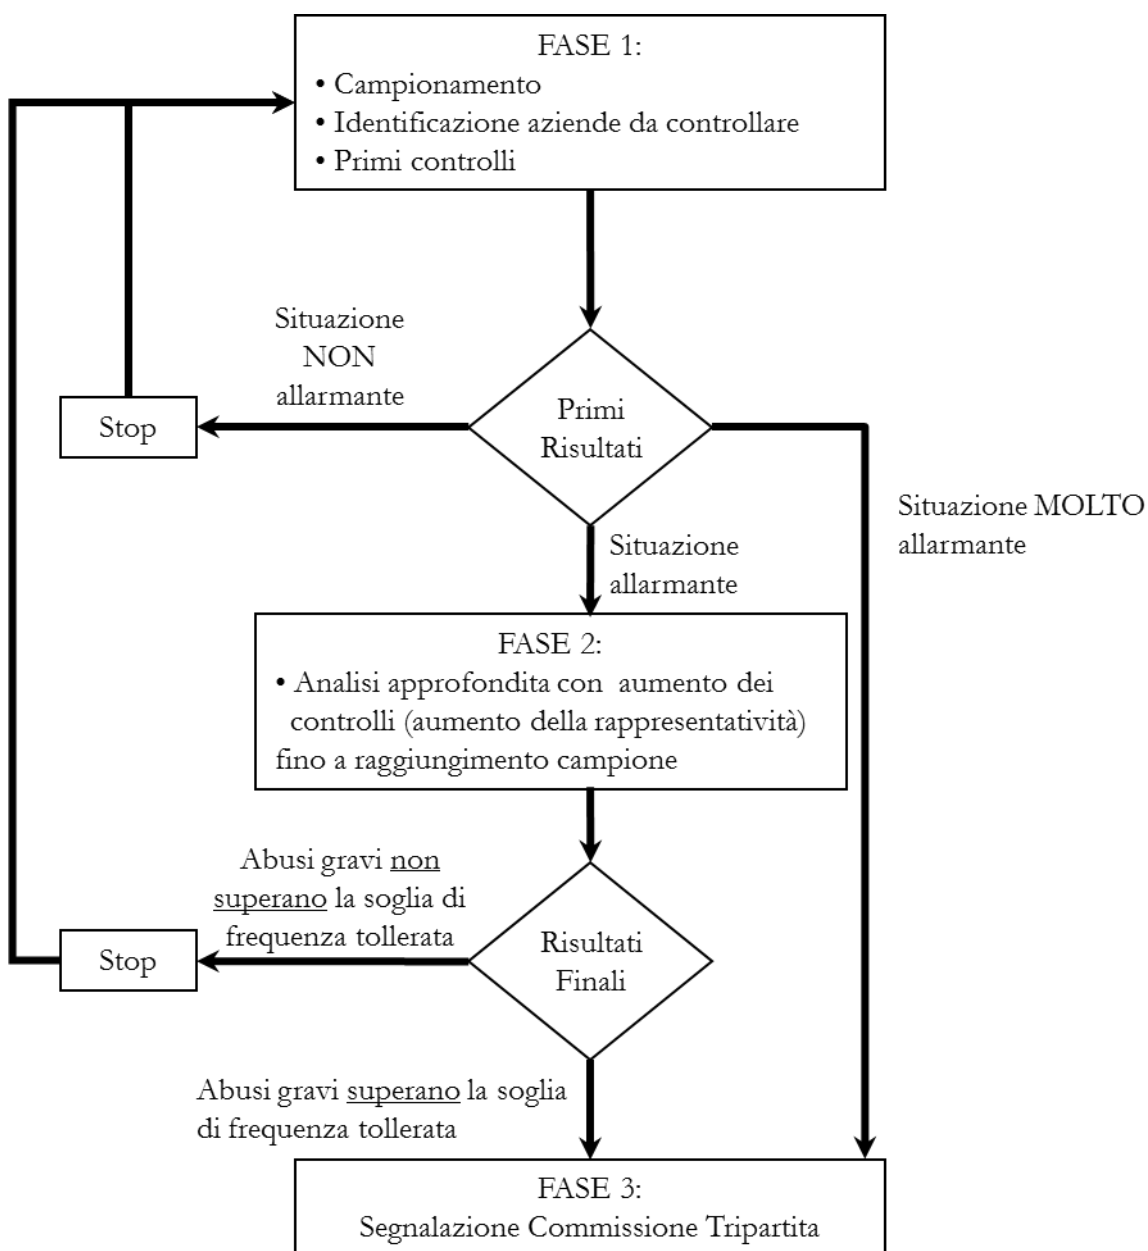 FASE 1:
• Campionamento
• Identificazione aziende da controllare
• Primi controlli
Situazione
NON
allarmante
Stop
Primi
Risultati
Situazione MOLTO
allarmante
Situazione
allarmante
FASE 2:
• Analisi approfondita con aumento dei
controlli (aumento della rappresentatività)
fino a raggiungimento campione
Abusi gravi non
superano la soglia di
frequenza tollerata
Stop
Risultati
Finali
Abusi gravi superano la soglia
di frequenza tollerata
FASE 3:
Segnalazione Commissione Tripartita